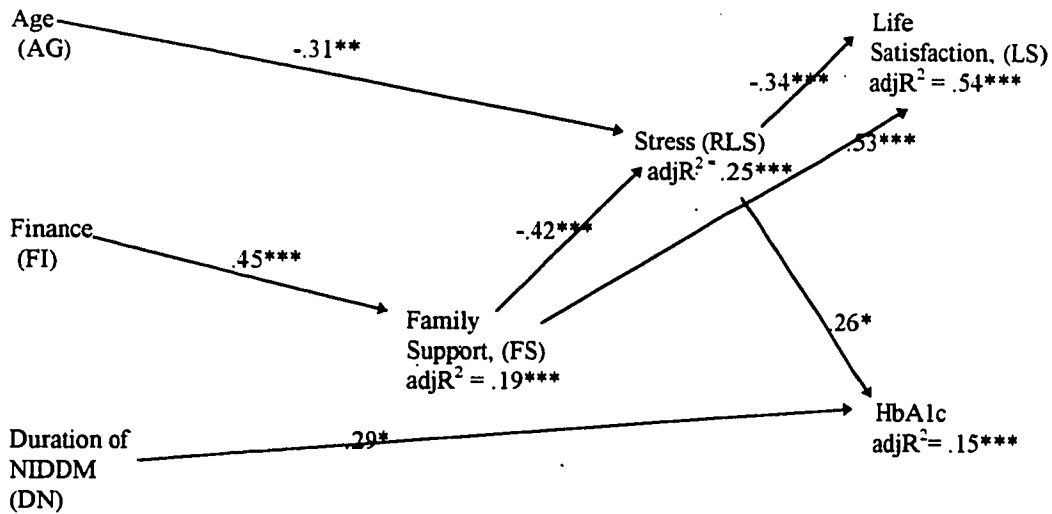 Age
(AG)
-.31**
Life
Satisfaction, (LS)
adjR² = .54***
-.34***
Stress (RLS)
adjR² = .25***
.53***
Finance
(FI)
.45***
-.42***
Family
Support, (FS)
adjR² = .19***
.26*
HbA1c
adjR²= .15***
Duration of
NIDDM
(DN)
.29*